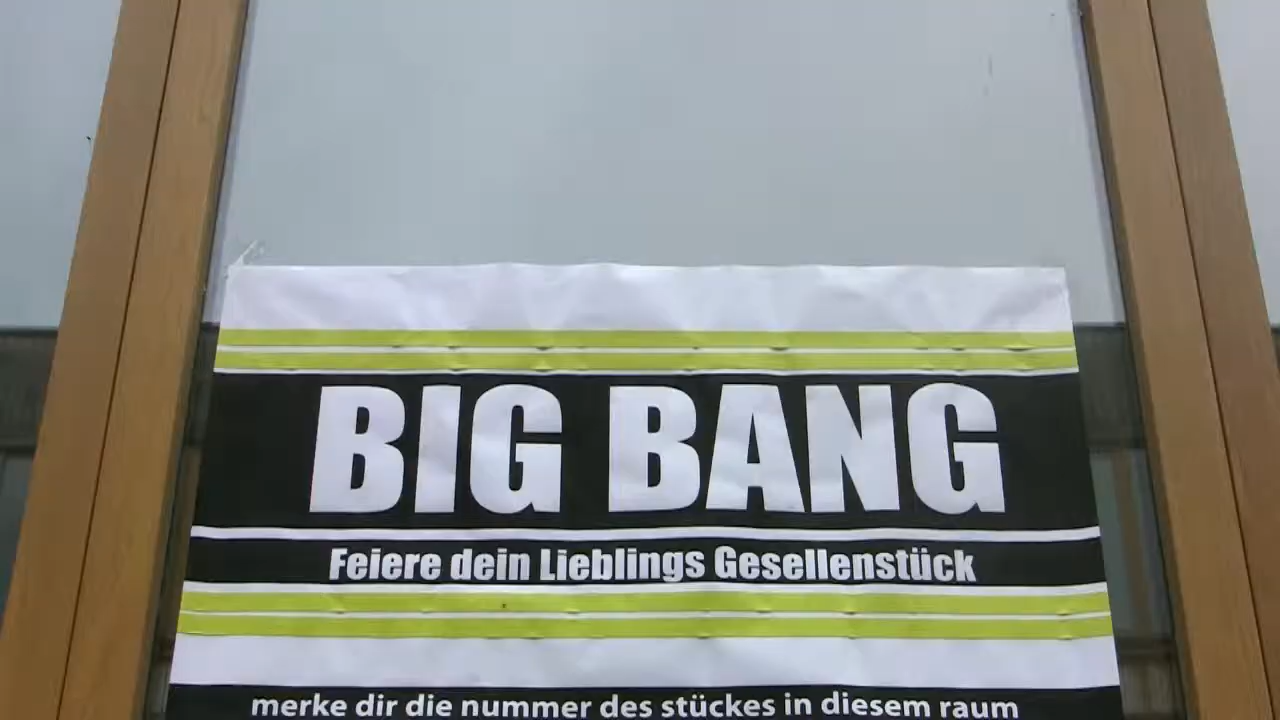 BIG BANG
Feiere dein Lieblings Gesellenstück
merke dir die nummer des stückes in diesem raum